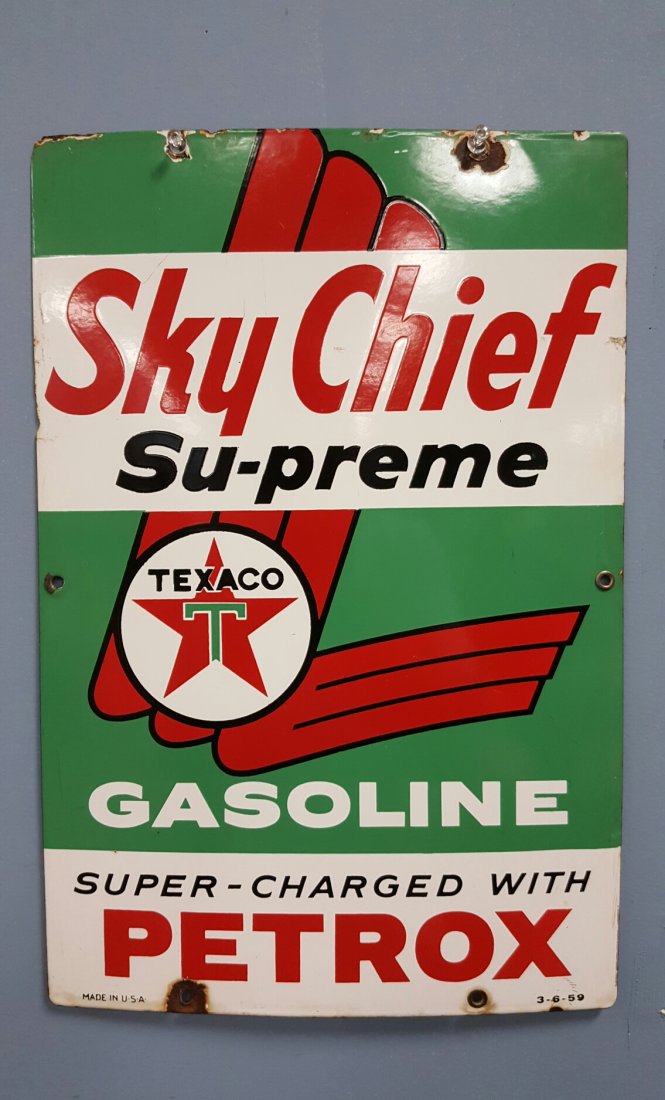 Sky Chief
Su-preme
TEXACO
T
GASOLINE
SUPER-CHARGED WITH
PETROX
MADE IN U·S·A· 3-6-59